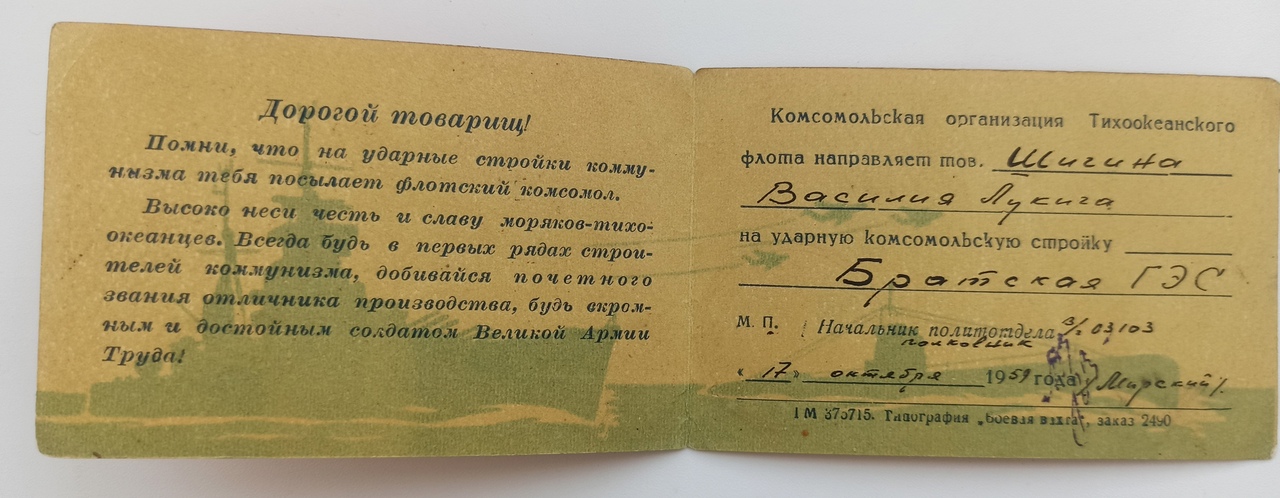 Дорогой товарищ!
Помни, что на ударные стройки комму-
низма тебя посылает флотский комсомол.
Высоко неси честь и славу моряков-тихо-
океанцев. Всегда будь в первых рядах строи-
телей коммунизма, добивайся почетного
звания отличника производства, будь скром-
ным и достойным солдатом Великой Армии
Труда!
Комсомольская организация Тихоокеанского
флота направляет тов. Шигина
Василия Лукича
на ударную комсомольскую стройку
Братская ГЭС
М. П. Начальник политотдела в/ч 03103
полковник
«17» октября 1959 года /Мирский/.
1М 375715. Типография „Боевая вахта", заказ 2490